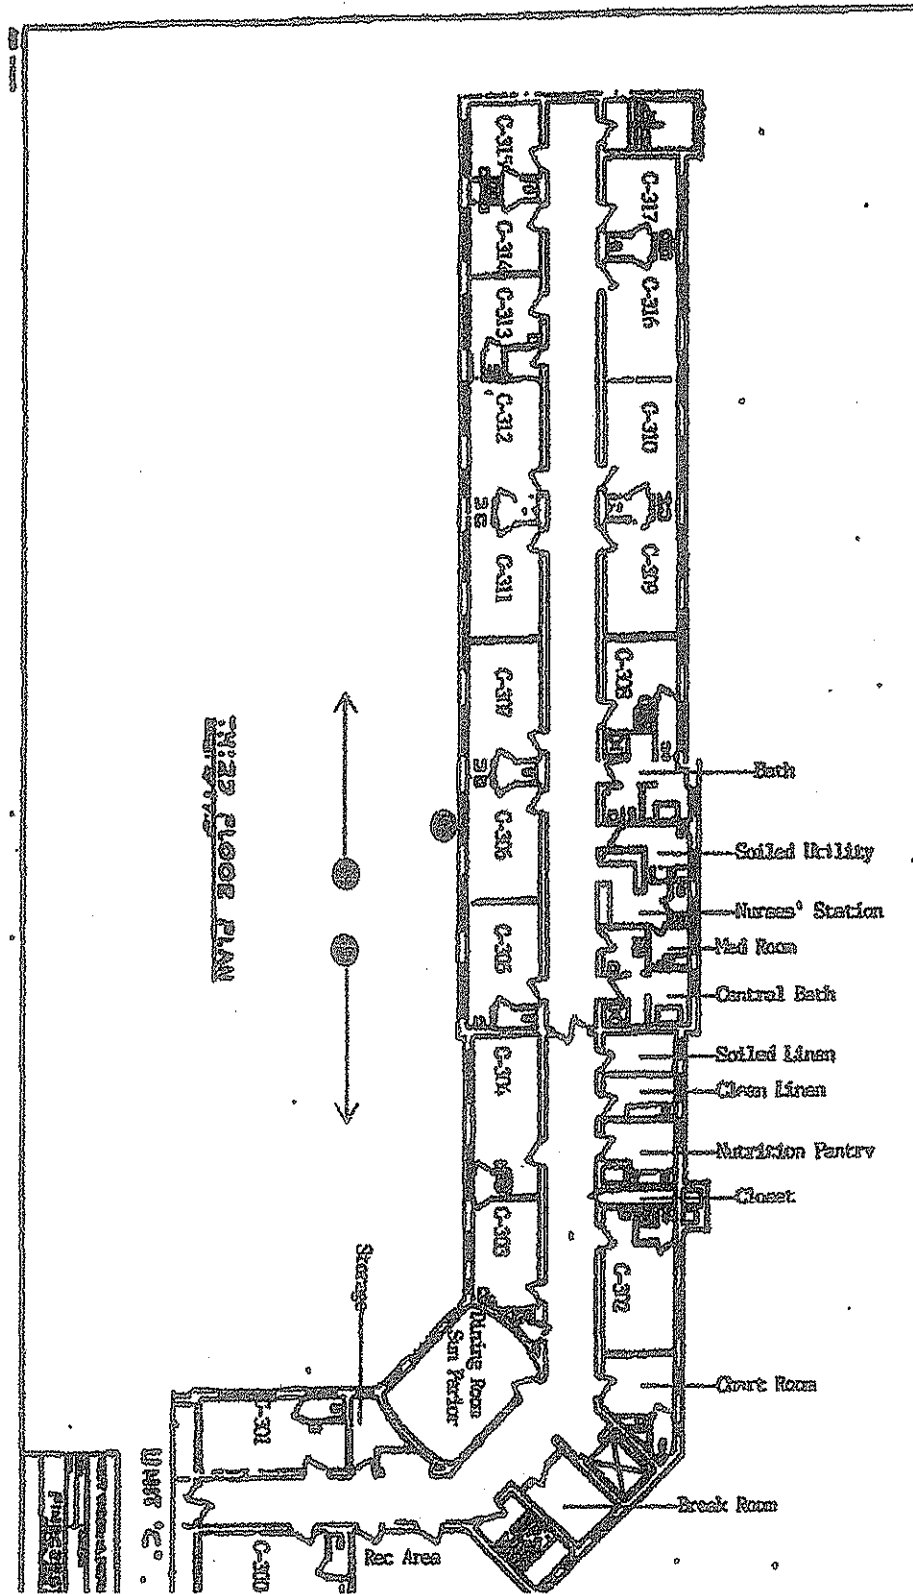 C-315
C-317
C-314
C-313
C-316
C-312
C-310
C-311
C-309
C-308
C-307
Bath
C-306
Soiled Utility
Nurses' Station
Med Room
C-305
Central Bath
Soiled Linen
C-304
Clean Linen
Nutrition Pantry
Closet
C-303
C-302
Storage
Dining Room
Sun Parlor
Court Room
C-301
Break Room
Rec Area
C-300
UNIT 'C'
FLOOR PLAN